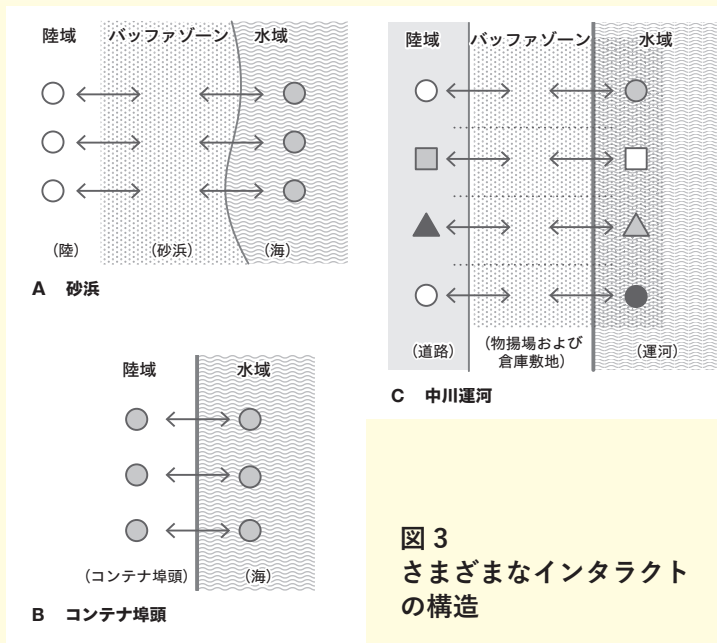 陸域 バッファゾーン 水域
(陸) (砂浜) (海)
A 砂浜
陸域 水域
(コンテナ埠頭) (海)
B コンテナ埠頭
陸域 バッファゾーン 水域
(道路) (物揚場および (運河)
倉庫敷地)
C 中川運河
図 3
さまざまなインタラクト
の構造